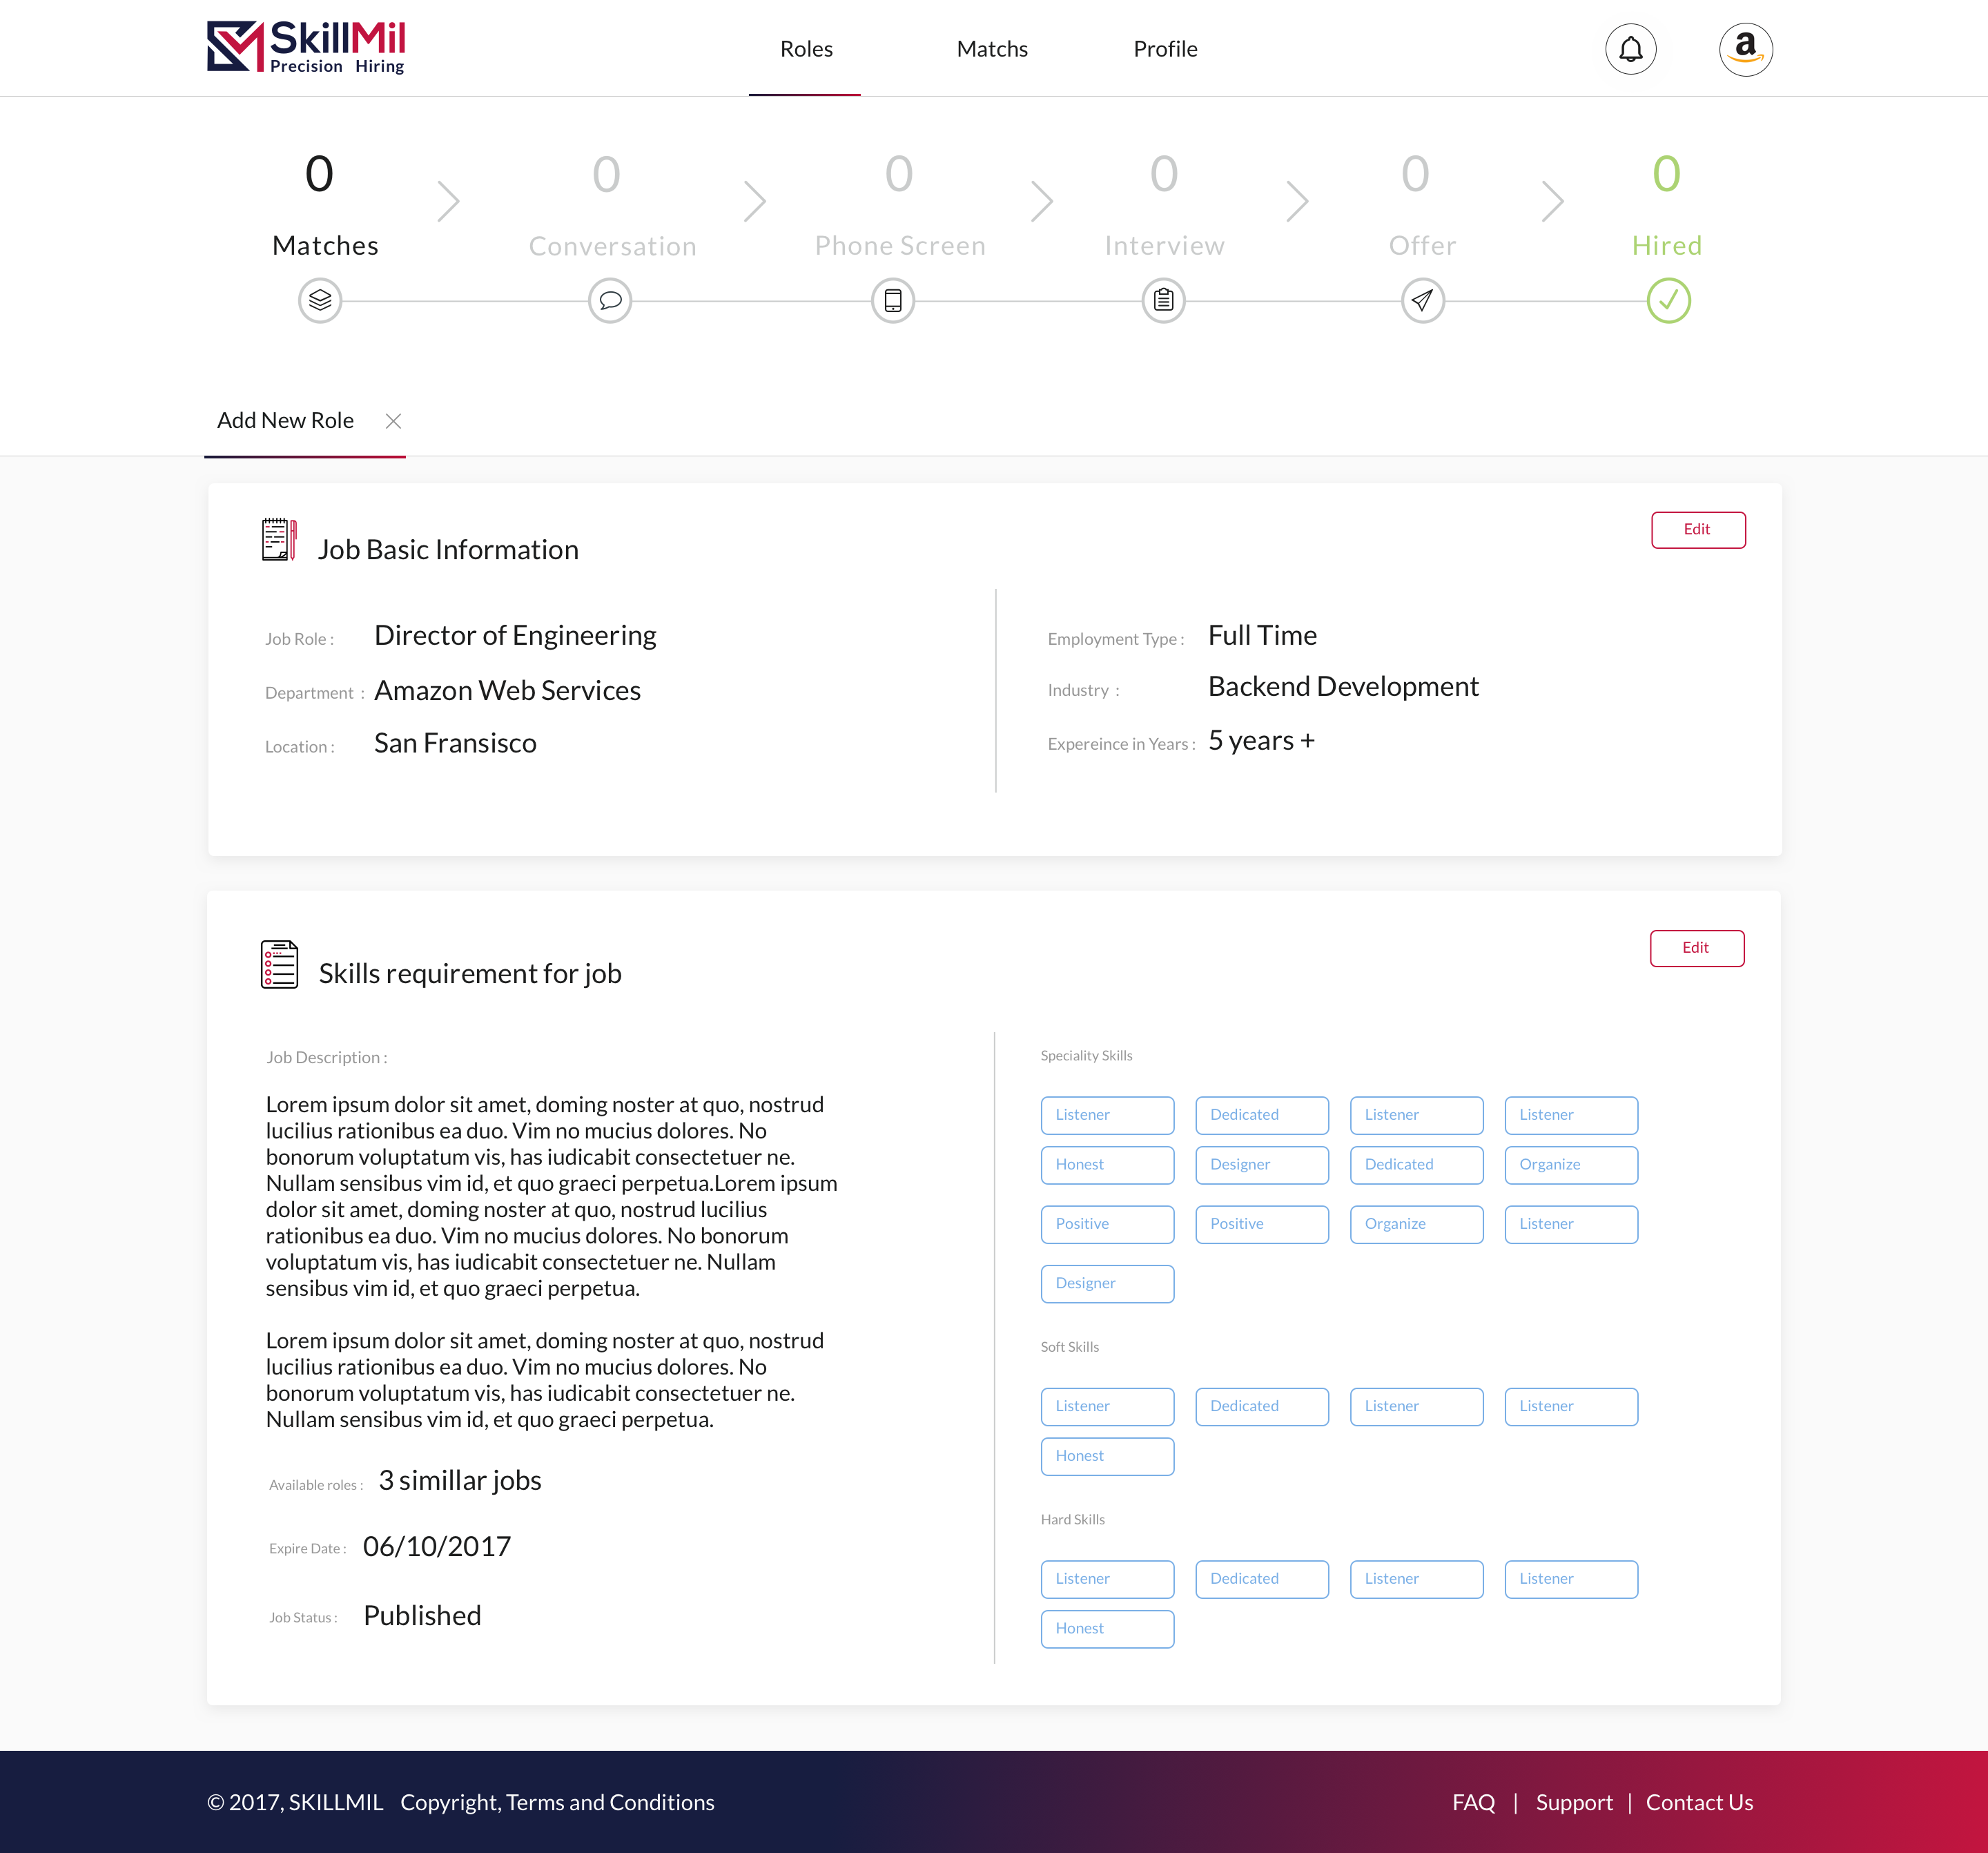 SkillMil
Precision Hiring
Roles Matchs Profile
a
0 0 0 0 0 0
Matches Conversation Phone Screen Interview Offer Hired
Add New Role
Job Basic Information
Edit
Job Role : Director of Engineering
Department : Amazon Web Services
Location : San Fransisco
Employment Type : Full Time
Industry : Backend Development
Expereince in Years : 5 years +
Skills requirement for job
Edit
Job Description :
Lorem ipsum dolor sit amet, doming noster at quo, nostrud
lucilius rationibus ea duo. Vim no mucius dolores. No
bonorum voluptatum vis, has iudicabit consectetuer ne.
Nullam sensibus vim id, et quo graeci perpetua.Lorem ipsum
dolor sit amet, doming noster at quo, nostrud lucilius
rationibus ea duo. Vim no mucius dolores. No bonorum
voluptatum vis, has iudicabit consectetuer ne. Nullam
sensibus vim id, et quo graeci perpetua.
Lorem ipsum dolor sit amet, doming noster at quo, nostrud
lucilius rationibus ea duo. Vim no mucius dolores. No
bonorum voluptatum vis, has iudicabit consectetuer ne.
Nullam sensibus vim id, et quo graeci perpetua.
Available roles : 3 simillar jobs
Expire Date : 06/10/2017
Job Status : Published
Speciality Skills
Listener Dedicated Listener Listener
Honest Designer Dedicated Organize
Positive Positive Organize Listener
Designer
Soft Skills
Listener Dedicated Listener Listener
Honest
Hard Skills
Listener Dedicated Listener Listener
Honest
© 2017, SKILLMIL Copyright, Terms and Conditions
FAQ | Support | Contact Us